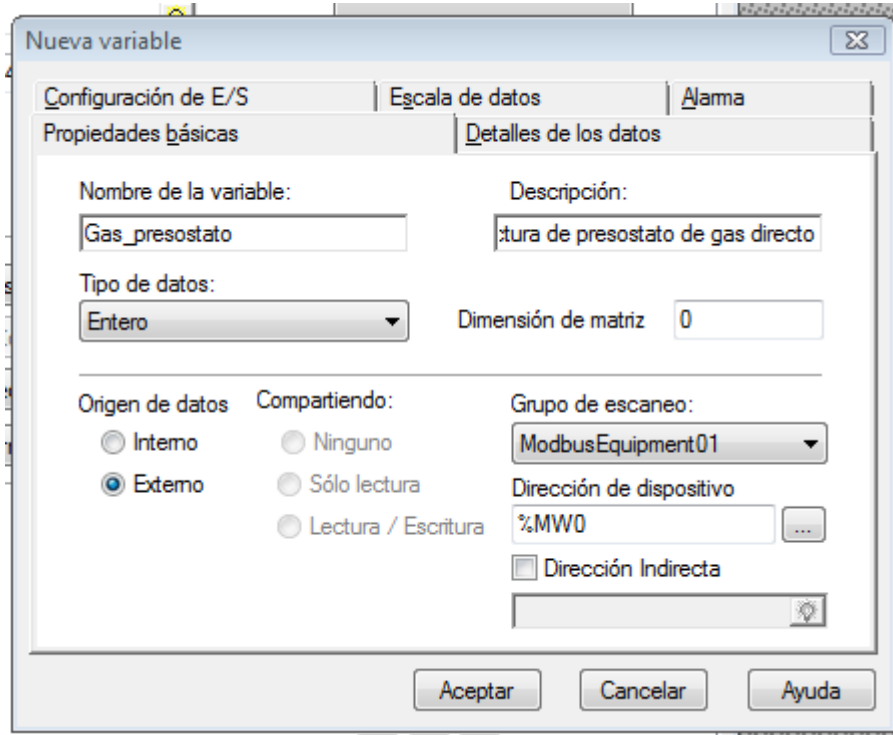 Nueva variable
Configuración de E/S
Escala de datos
Alarma
Propiedades básicas
Detalles de los datos
Nombre de la variable:
Descripción:
Gas_presostato
de presostato de gas directo
Tipo de datos:
Entero
Dimensión de matriz
0
Origen de datos
Compartiendo:
Grupo de escaneo:
Interno
Ninguno
ModbusEquipment01
Externo
Sólo lectura
Dirección de dispositivo
Lectura / Escritura
%MW0
...
Dirección Indirecta
Aceptar
Cancelar
Ayuda